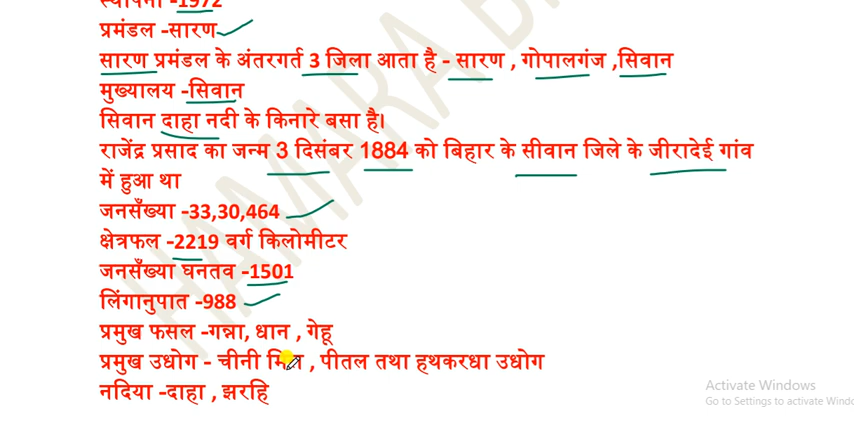 स्थापना -1972
प्रमंडल -सारण
सारण प्रमंडल के अंतरगर्त 3 जिला आता है - सारण , गोपालगंज ,सिवान
मुख्यालय -सिवान
सिवान दाहा नदी के किनारे बसा है।
राजेंद्र प्रसाद का जन्म 3 दिसंबर 1884 को बिहार के सीवान जिले के जीरादेई गांव
में हुआ था
जनसँख्या -33,30,464
क्षेत्रफल -2219 वर्ग किलोमीटर
जनसँख्या घनतव -1501
लिंगानुपात -988
प्रमुख फसल -गन्ना, धान , गेहू
प्रमुख उधोग - चीनी मिल , पीतल तथा हथकरधा उधोग
नदिया -दाहा , झरहि
Activate Windows
Go to Settings to activate Windo